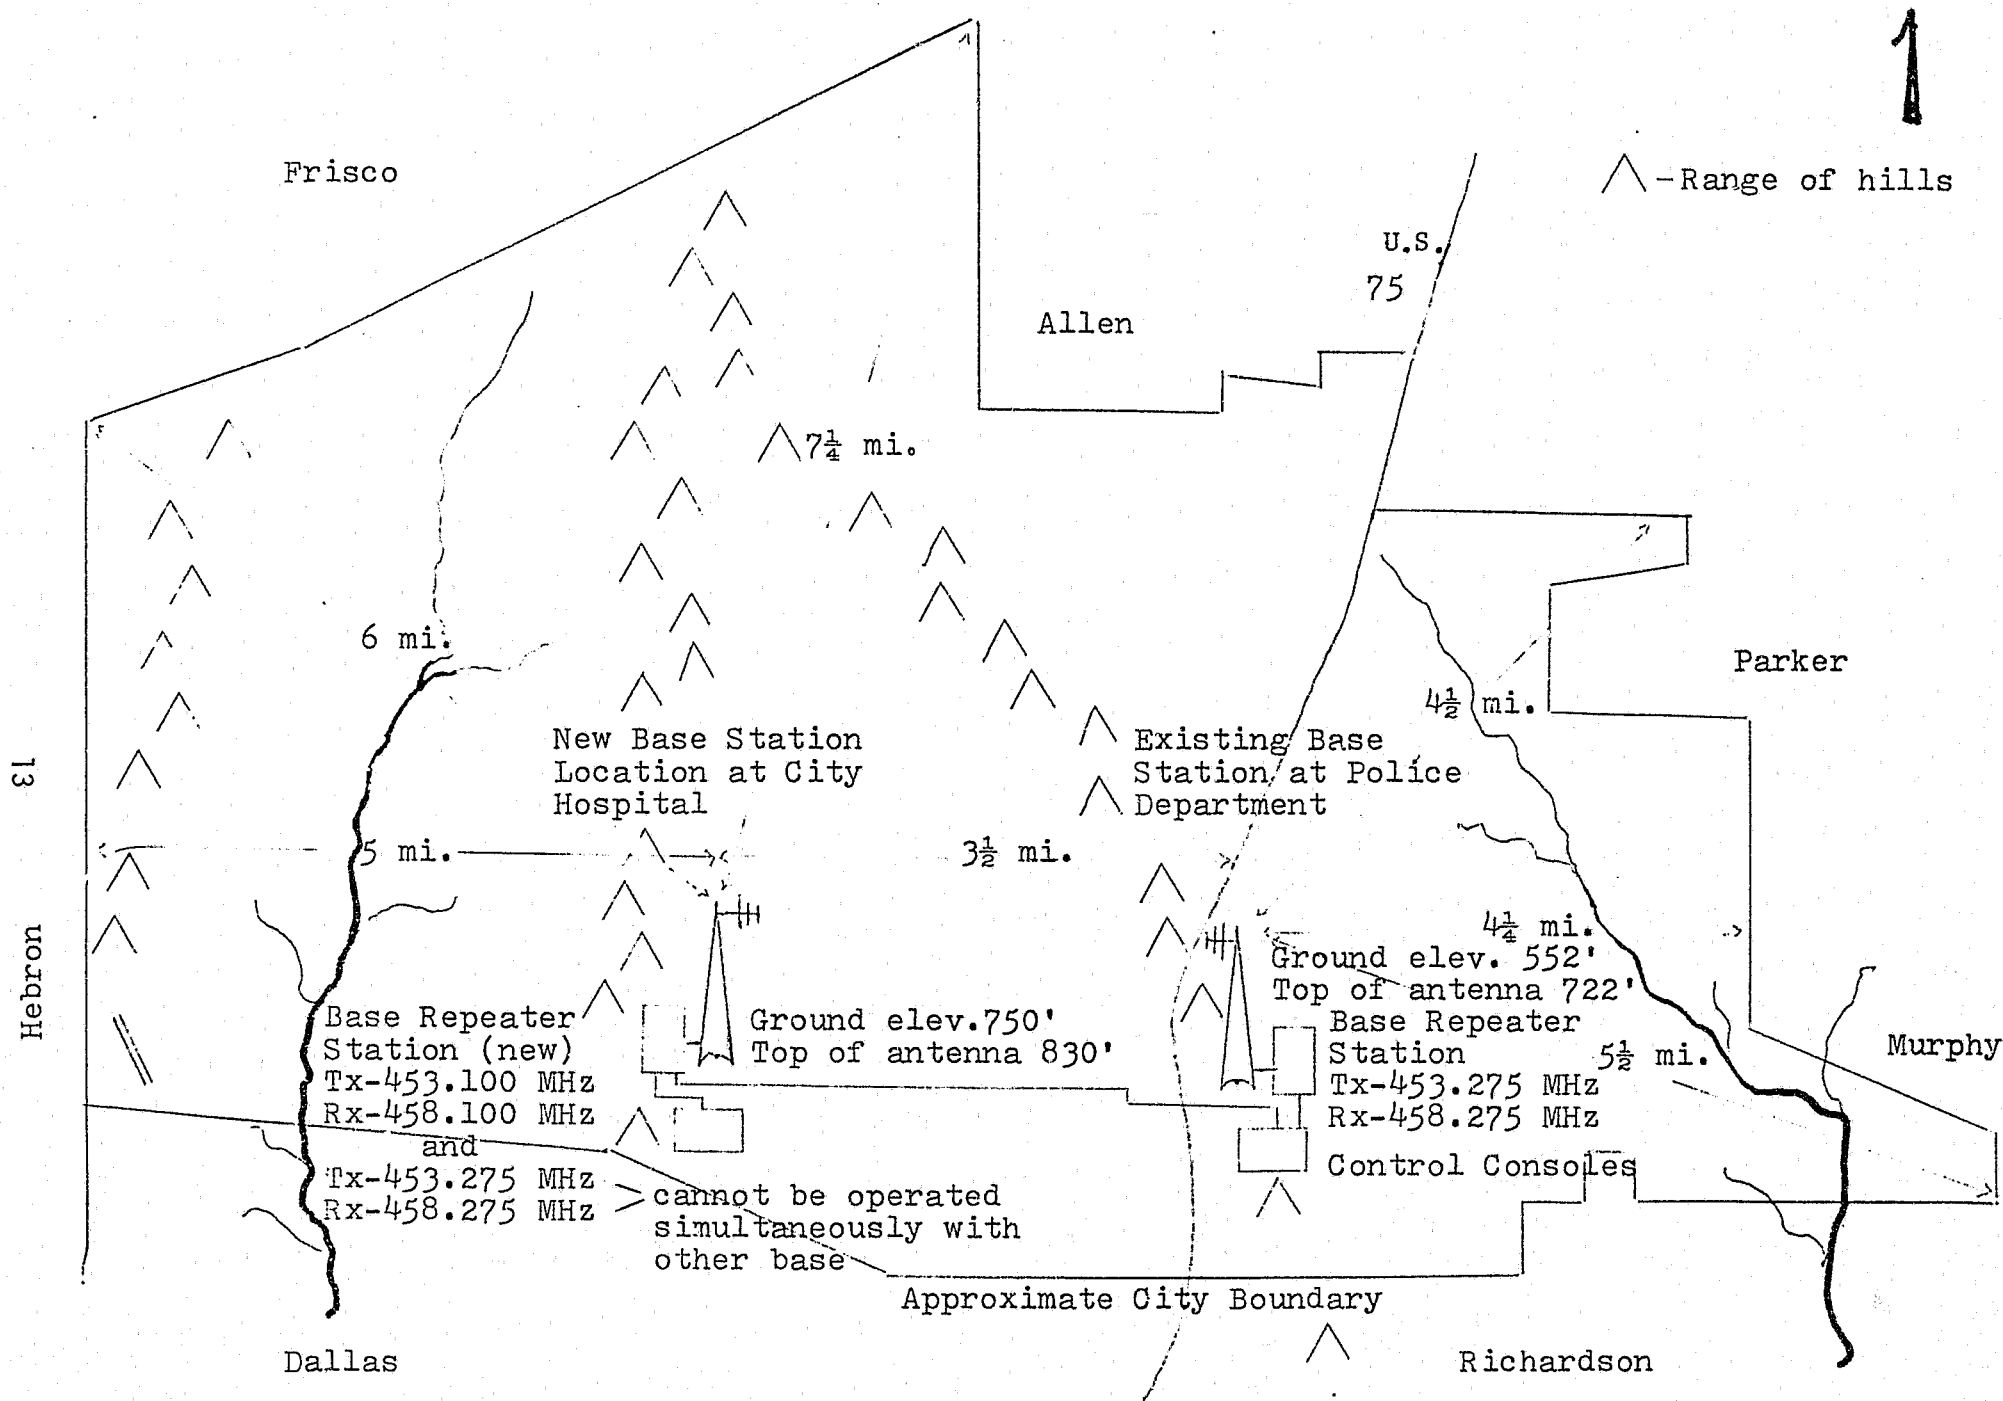 1
Frisco
-Range of hills
U.S.
75
Allen
7¼ mi.
6 mi.
Parker
4½ mi.
New Base Station
Location at City
Hospital
Existing Base
Station at Police
Department
13
5 mi.
3½ mi.
4¼ mi.
Ground elev. 552'
Top of antenna 722'
Hebron
Base Repeater
Station (new)
Tx-453.100 MHz
Rx-458.100 MHz
and
Tx-453.275 MHz
Rx-458.275 MHz
cannot be operated
simultaneously with
other base
Ground elev.750'
Top of antenna 830'
Base Repeater
Station
Tx-453.275 MHz
Rx-458.275 MHz
Control Consoles
5½ mi.
Murphy
Approximate City Boundary
Dallas
Richardson